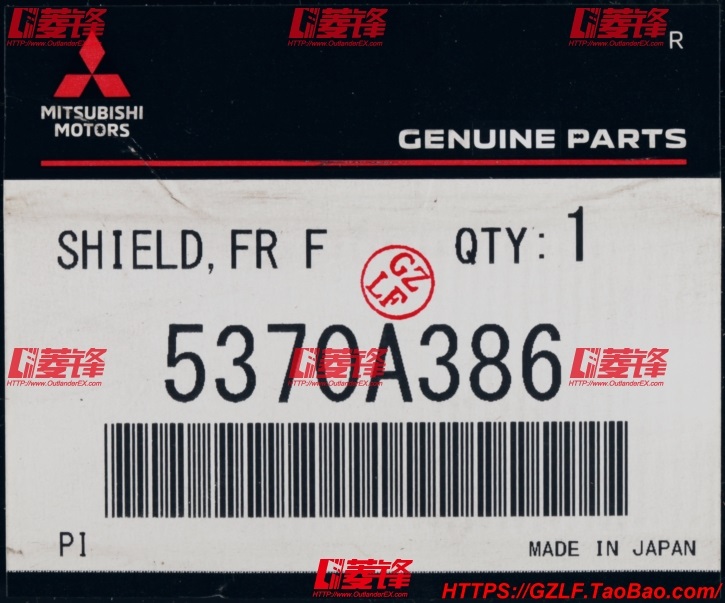 菱锋 菱锋 菱锋
HTTP://www.OutlanderEX.com HTTP://www.OutlanderEX.com HTTP://www.OutlanderEX.com
R
MITSUBISHI
MOTORS
GENUINE PARTS
SHIELD, FR F QTY: 1
GZ
LF
5370A386
菱锋 菱锋 菱锋
HTTP://www.OutlanderEX.com HTTP://www.OutlanderEX.com HTTP://www.OutlanderEX.com
PI MADE IN JAPAN
菱锋
HTTP://www.OutlanderEX.com
HTTPS://GZLF.TaoBao.com/